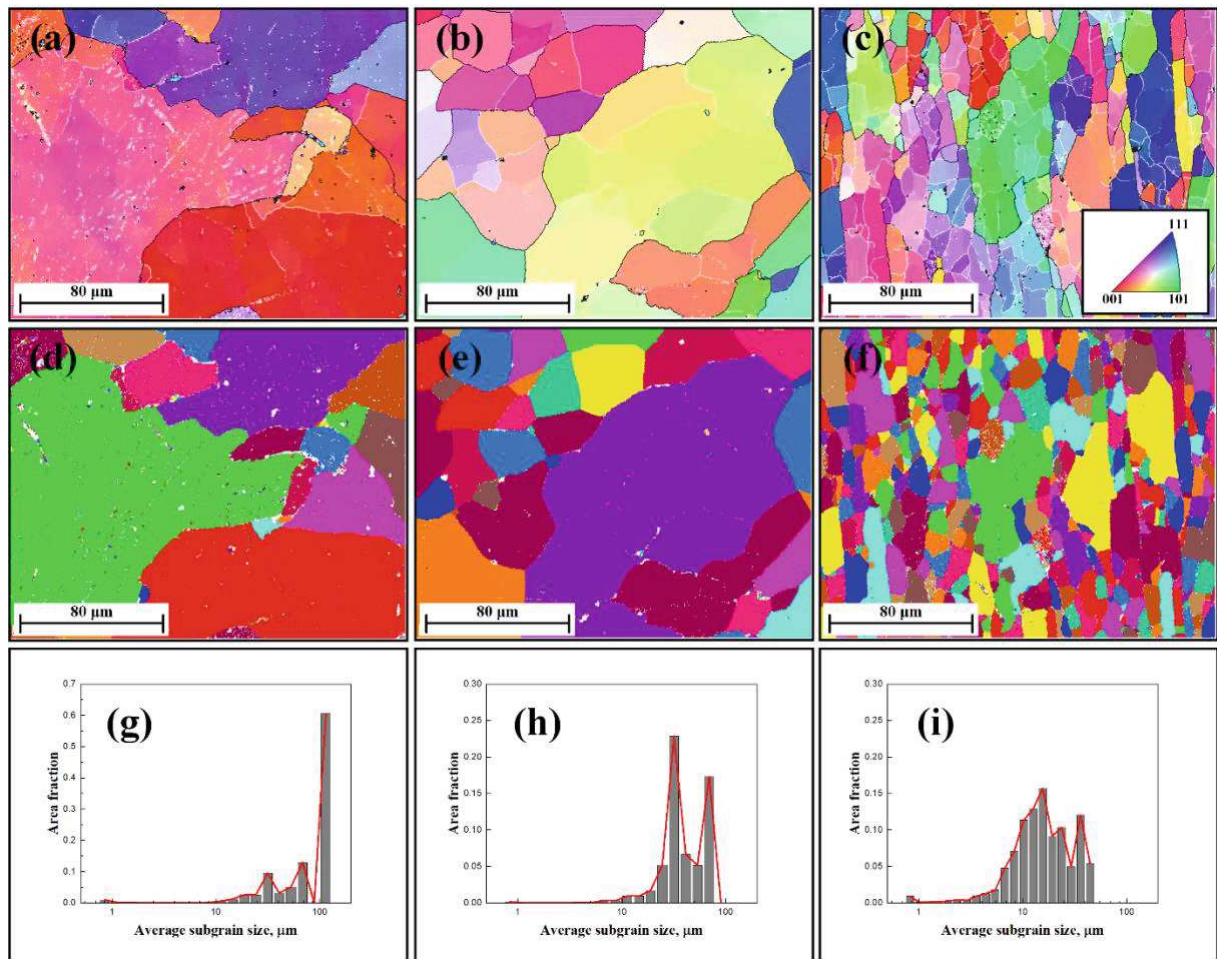 (a)
(b)
(c)
111
001
101
80 μm
80 μm
80 μm
(d)
(e)
(f)
80 μm
80 μm
80 μm
(g)
0.7
0.6
0.5
0.4
0.3
0.2
0.1
0.0
Area fraction
1
10
100
Average subgrain size, μm
(h)
0.30
0.25
0.20
0.15
0.10
0.05
0.00
Area fraction
1
10
100
Average subgrain size, μm
(i)
0.30
0.25
0.20
0.15
0.10
0.05
0.00
Area fraction
1
10
100
Average subgrain size, μm